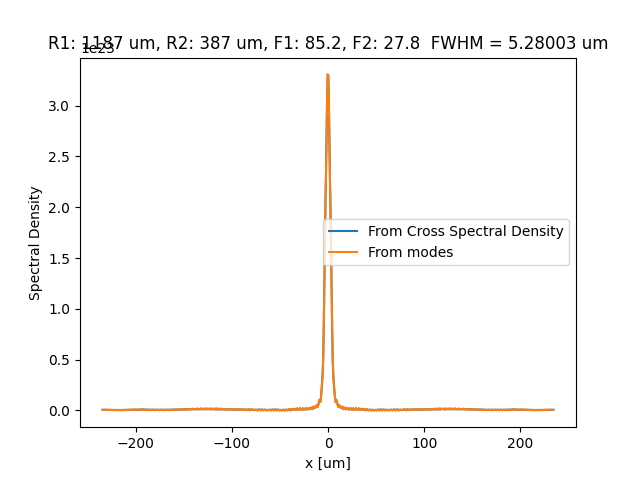 R1: 1187 um, R2: 387 um, F1: 85.2, F2: 27.8  FWHM = 5.28003 um
1e23
3.0
2.5
2.0
1.5
1.0
0.5
0.0
Spectral Density
From Cross Spectral Density
From modes
−200
−100
0
100
200
x [um]